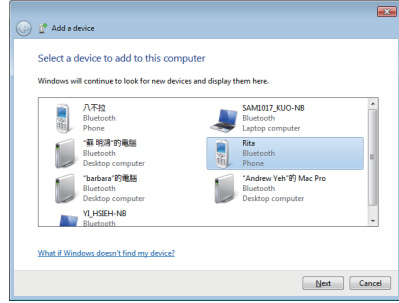 Add a device
Select a device to add to this computer
Windows will continue to look for new devices and display them here.
八不拉
Bluetooth
Phone
SAM1017_KUO-NB
Bluetooth
Laptop computer
"蘇 明鴻"的電腦
Bluetooth
Desktop computer
Rita
Bluetooth
Phone
"barbara"的電腦
Bluetooth
Desktop computer
"Andrew Yeh"的 Mac Pro
Bluetooth
Desktop computer
YI_HSIEH-NB
Bluetooth
What if Windows doesn't find my device?
Next
Cancel